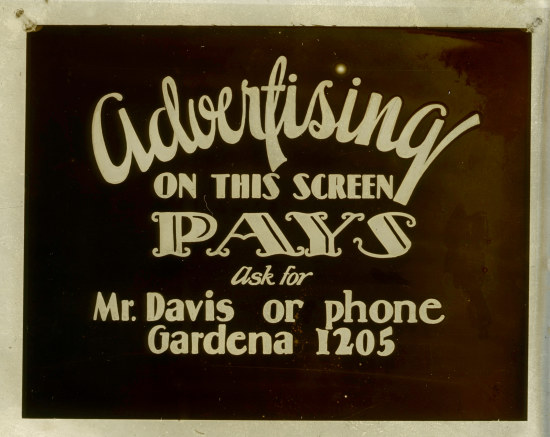 Advertising
ON THIS SCREEN
PAYS
Ask for
Mr. Davis or phone
Gardena 1205